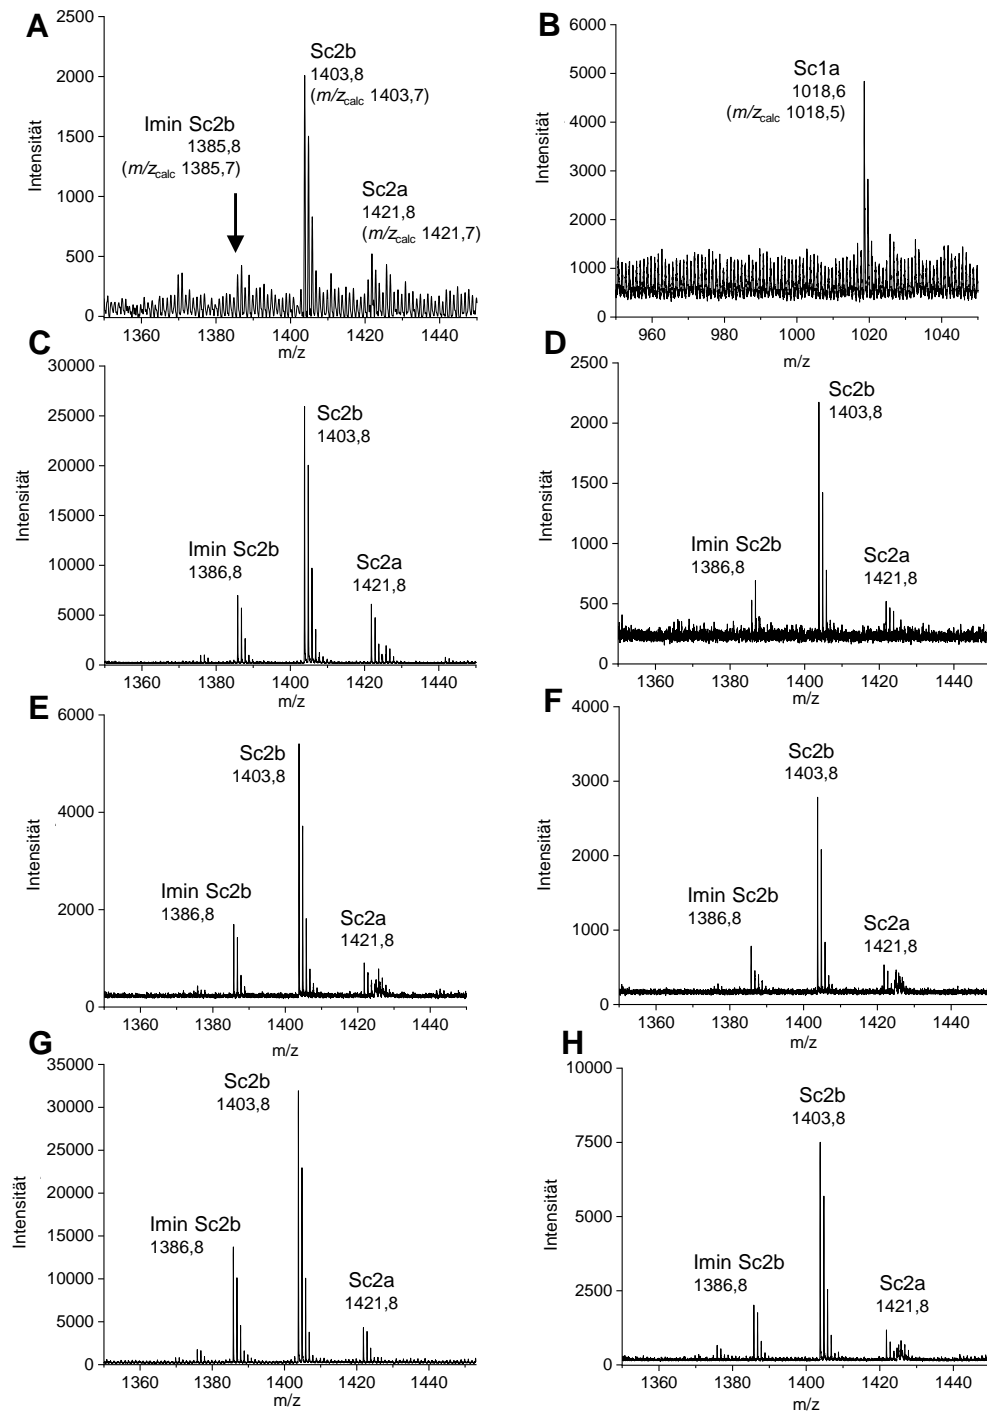 A
2500
2000
1500
1000
500
0
Intensität
Sc2b
1403,8
(m/zcalc 1403,7)
Imin Sc2b
1385,8
(m/zcalc 1385,7)
Sc2a
1421,8
(m/zcalc 1421,7)
1360 1380 1400 1420 1440
m/z
B
6000
5000
4000
3000
2000
1000
0
Intensität
Sc1a
1018,6
(m/zcalc 1018,5)
960 980 1000 1020 1040
m/z
C
30000
25000
20000
15000
10000
5000
0
Intensität
Sc2b
1403,8
Imin Sc2b
1386,8
Sc2a
1421,8
1360 1380 1400 1420 1440
m/z
D
2500
2000
1500
1000
500
0
Intensität
Sc2b
1403,8
Imin Sc2b
1386,8
Sc2a
1421,8
1360 1380 1400 1420 1440
m/z
E
6000
4000
2000
0
Intensität
Sc2b
1403,8
Imin Sc2b
1386,8
Sc2a
1421,8
1360 1380 1400 1420 1440
m/z
F
4000
3000
2000
1000
0
Intensität
Sc2b
1403,8
Imin Sc2b
1386,8
Sc2a
1421,8
1360 1380 1400 1420 1440
m/z
G
35000
30000
25000
20000
15000
10000
5000
0
Intensität
Sc2b
1403,8
Imin Sc2b
1386,8
Sc2a
1421,8
1360 1380 1400 1420 1440
m/z
H
10000
7500
5000
2500
0
Intensität
Sc2b
1403,8
Imin Sc2b
1386,8
Sc2a
1421,8
1360 1380 1400 1420 1440
m/z